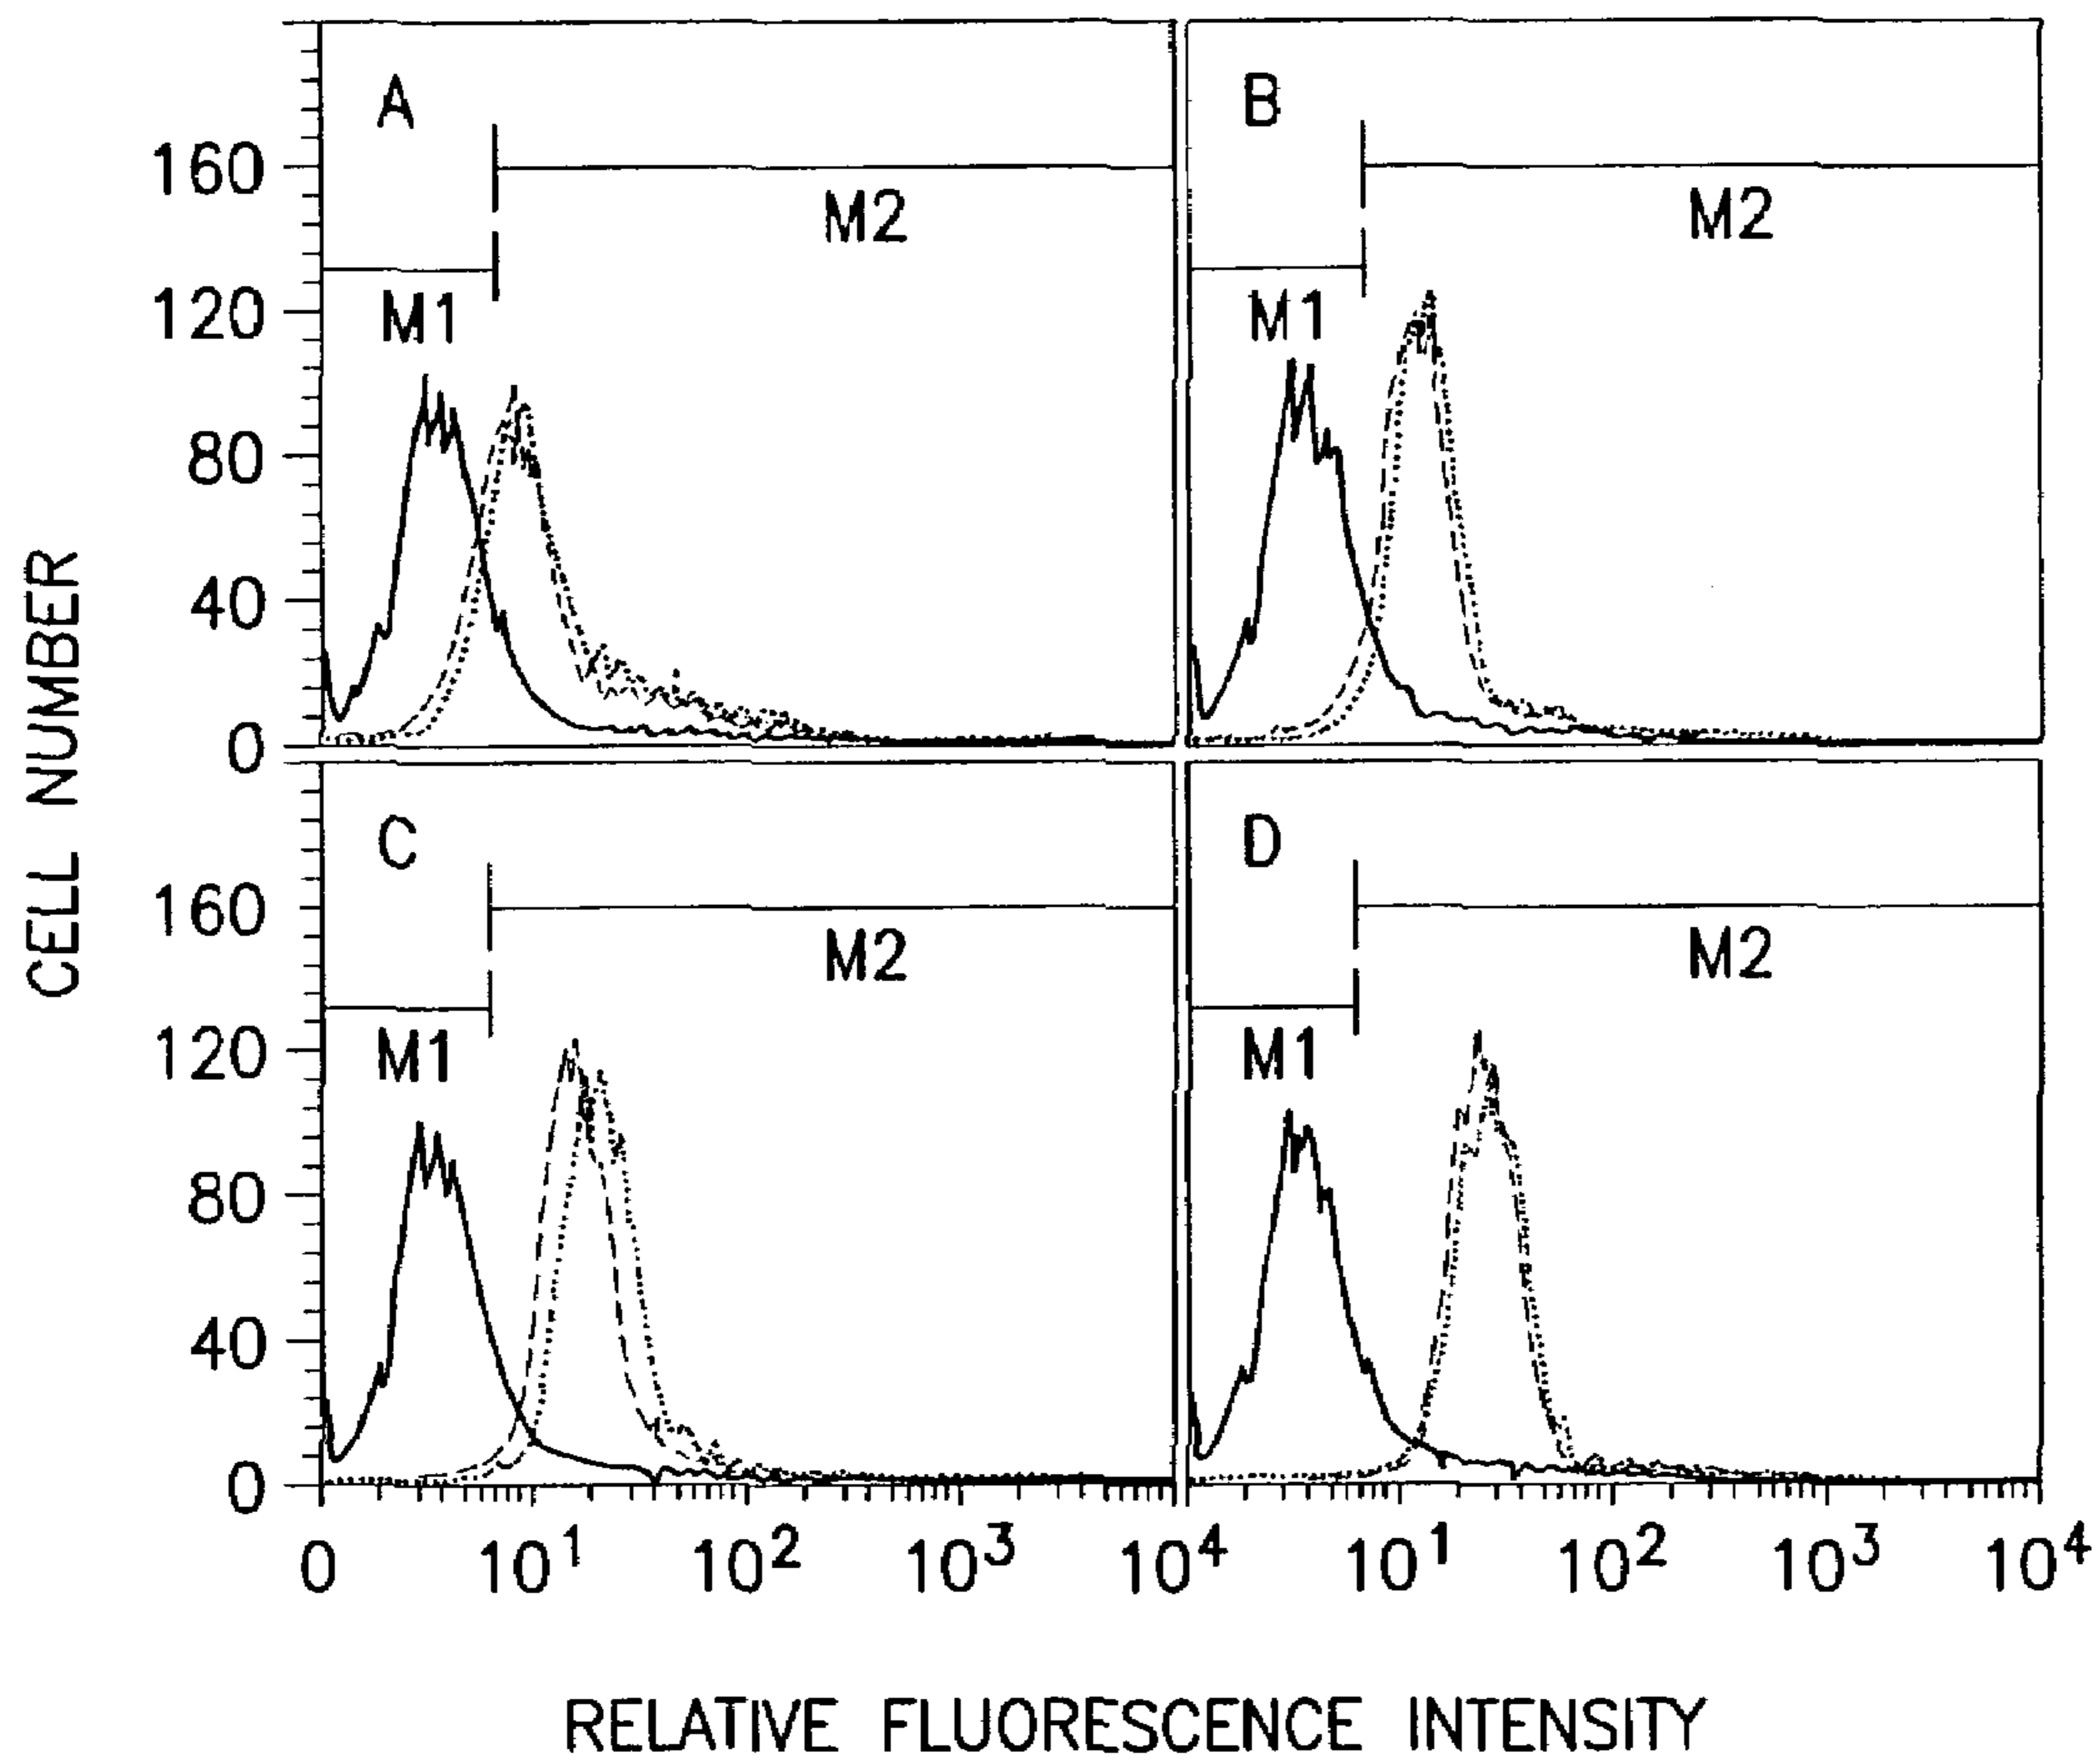 CELL NUMBER
A
160
M2
120
M1
80
40
0
B
M2
M1
C
160
M2
120
M1
80
40
0
D
M2
M1
0 10¹ 10² 10³ 10⁴ 10¹ 10² 10³ 10⁴
RELATIVE FLUORESCENCE INTENSITY